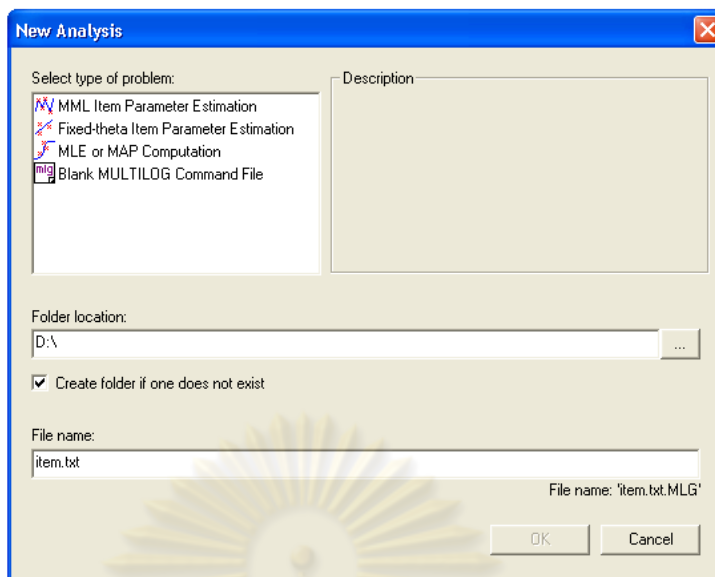 New Analysis
Select type of problem:
MML Item Parameter Estimation
Fixed-theta Item Parameter Estimation
MLE or MAP Computation
mlg Blank MULTILOG Command File
Description
Folder location:
D:\
...
Create folder if one does not exist
File name:
item.txt
File name: 'item.txt.MLG'
OK
Cancel